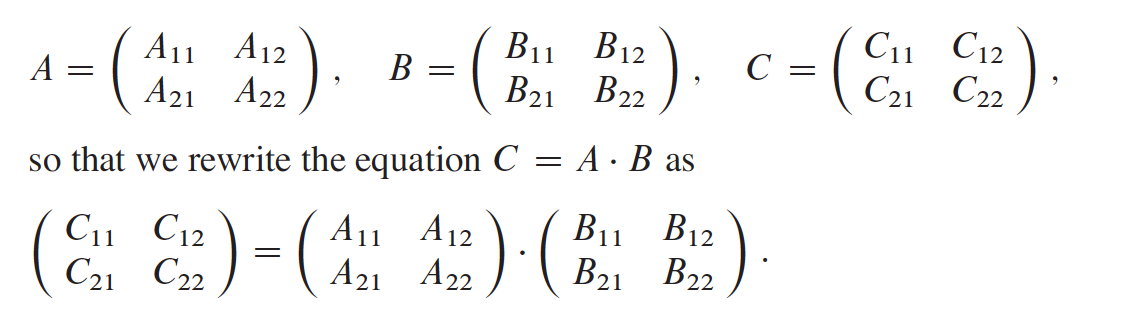 A = ( A₁₁ A₁₂ ; A₂₁ A₂₂ ), B = ( B₁₁ B₁₂ ; B₂₁ B₂₂ ), C = ( C₁₁ C₁₂ ; C₂₁ C₂₂ ),
so that we rewrite the equation C = A · B as
( C₁₁ C₁₂ ; C₂₁ C₂₂ ) = ( A₁₁ A₁₂ ; A₂₁ A₂₂ ) · ( B₁₁ B₁₂ ; B₂₁ B₂₂ ).